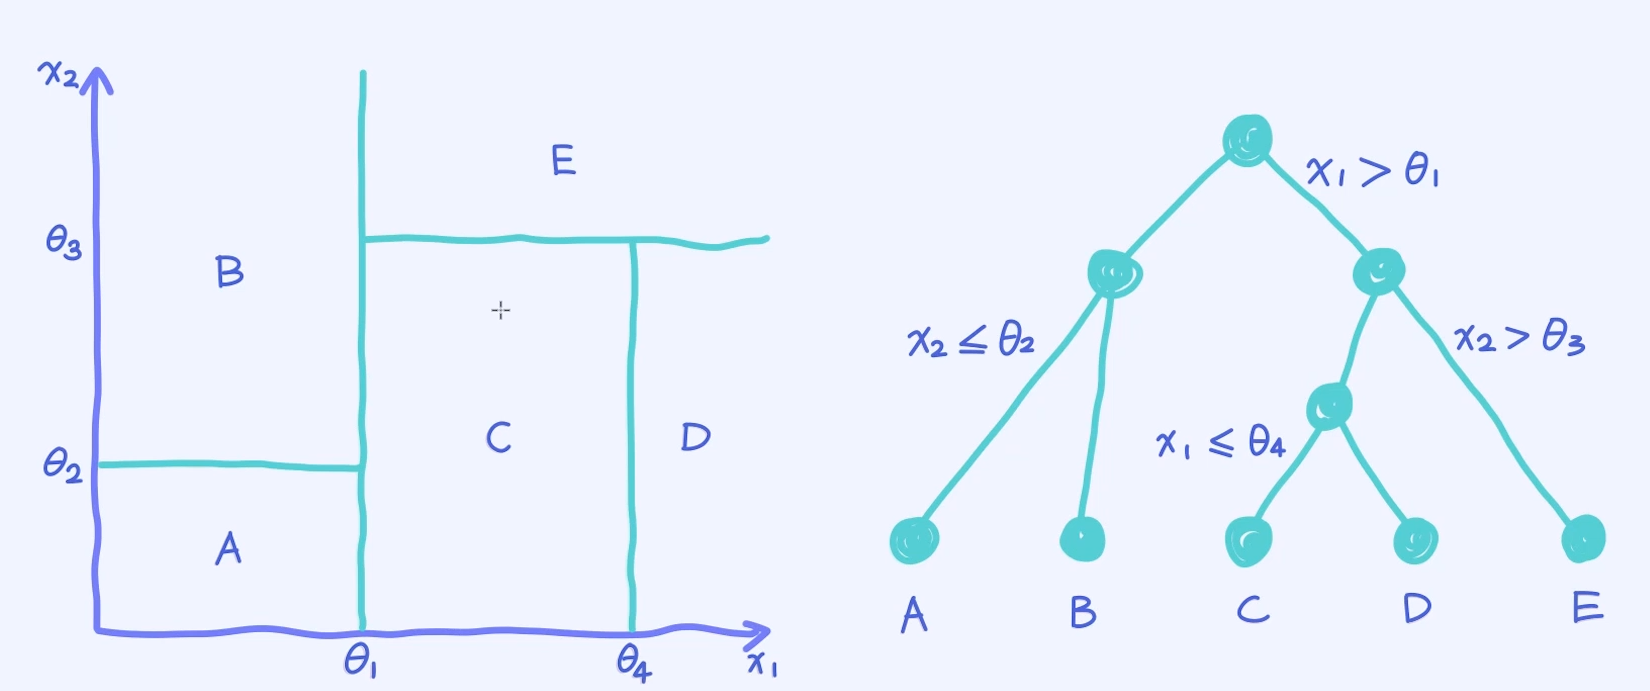 x₂
E
θ₃
B
C
D
θ₂
A
θ₁
θ₄
x₁
x₁ > θ₁
x₂ ≤ θ₂
x₂ > θ₃
x₁ ≤ θ₄
A
B
C
D
E